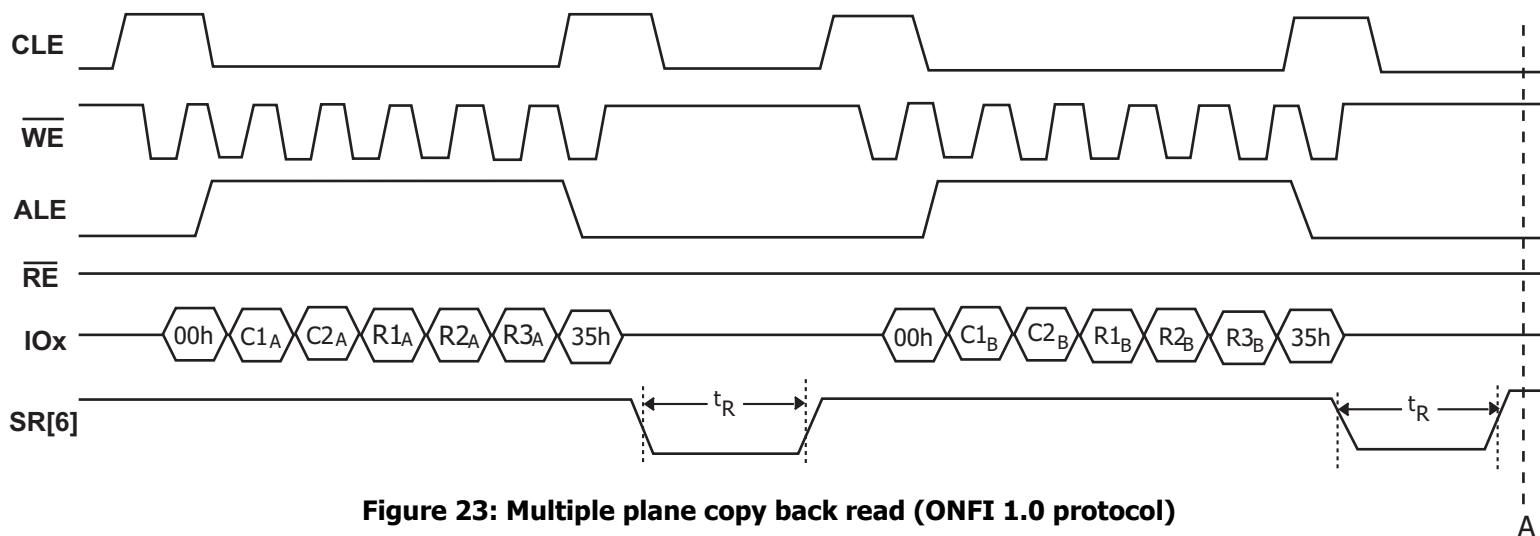 CLE
WE
ALE
RE
IOx 00h C1A C2A R1A R2A R3A 35h 00h C1B C2B R1B R2B R3B 35h
SR[6] tR tR
Figure 23: Multiple plane copy back read (ONFI 1.0 protocol)
A